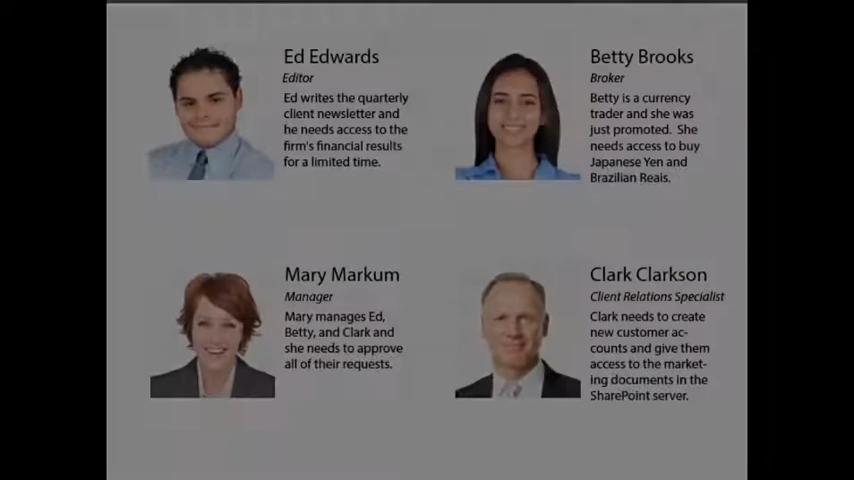 Ed Edwards
Editor
Ed writes the quarterly
client newsletter and
he needs access to the
firm's financial results
for a limited time.
Betty Brooks
Broker
Betty is a currency
trader and she was
just promoted. She
needs access to buy
Japanese Yen and
Brazilian Reais.
Mary Markum
Manager
Mary manages Ed,
Betty, and Clark and
she needs to approve
all of their requests.
Clark Clarkson
Client Relations Specialist
Clark needs to create
new customer ac-
counts and give them
access to the market-
ing documents in the
SharePoint server.